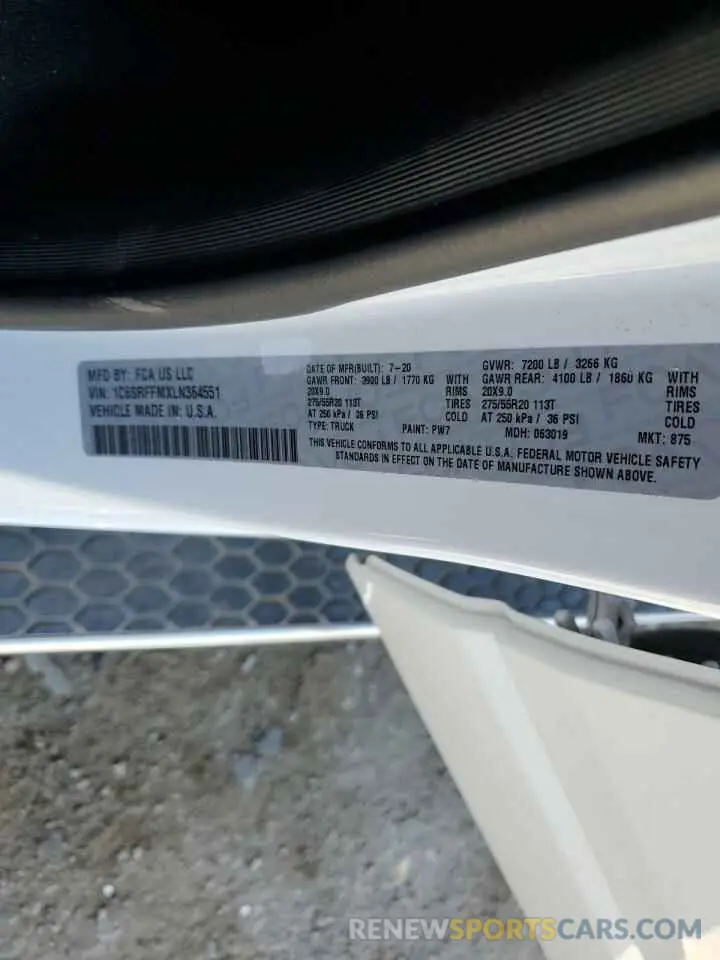 MFD BY: FCA US LLC
VIN: 1C6SRFFMXLN364551
VEHICLE MADE IN U.S.A.
DATE OF MFR(BUILT): 7-20 GVWR: 7200 LB / 3266 KG
GAWR FRONT: 3900 LB / 1770 KG WITH GAWR REAR: 4100 LB / 1860 KG WITH
20X9.0 RIMS 20X9.0 RIMS
275/55R20 113T TIRES 275/55R20 113T TIRES
AT 250 kPa / 36 PSI COLD AT 250 kPa / 36 PSI COLD
TYPE: TRUCK PAINT: PW7 MDH: 063019 MKT: 875
THIS VEHICLE CONFORMS TO ALL APPLICABLE U.S.A. FEDERAL MOTOR VEHICLE SAFETY
STANDARDS IN EFFECT ON THE DATE OF MANUFACTURE SHOWN ABOVE.
RENEWSPORTSCARS.COM